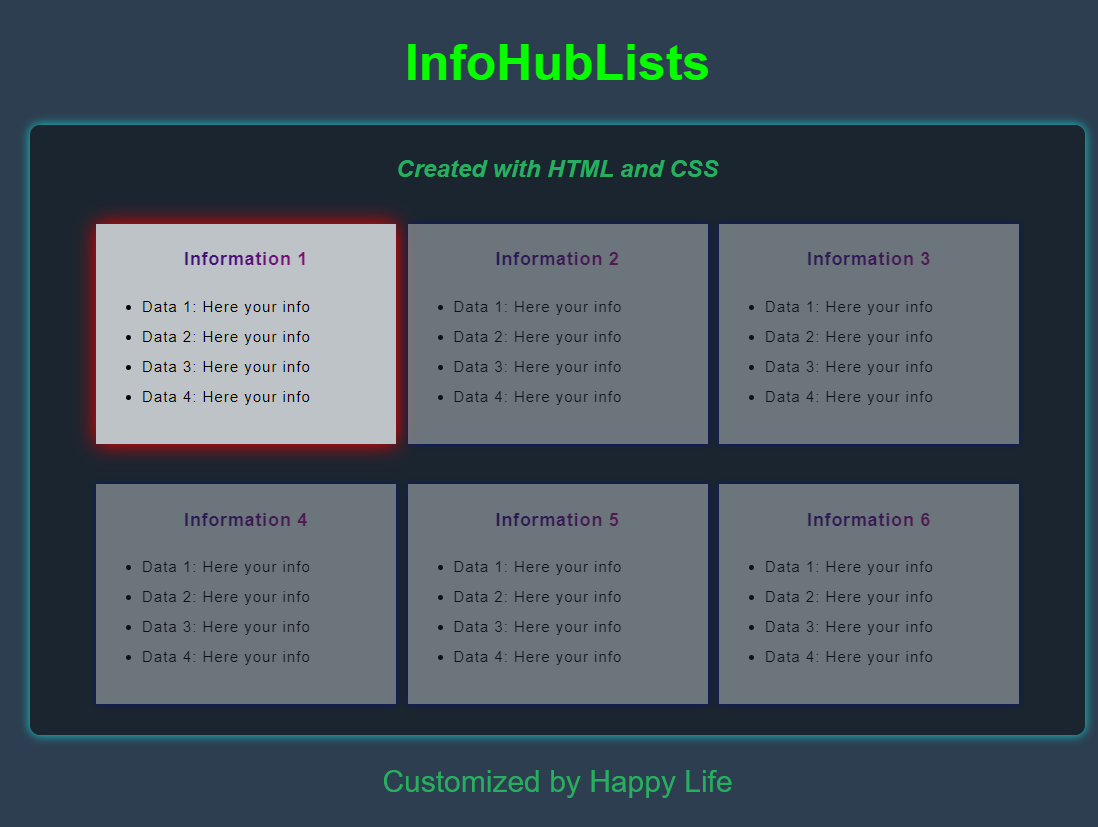 InfoHubLists
Created with HTML and CSS
Information 1
Data 1: Here your info
Data 2: Here your info
Data 3: Here your info
Data 4: Here your info
Information 2
Data 1: Here your info
Data 2: Here your info
Data 3: Here your info
Data 4: Here your info
Information 3
Data 1: Here your info
Data 2: Here your info
Data 3: Here your info
Data 4: Here your info
Information 4
Data 1: Here your info
Data 2: Here your info
Data 3: Here your info
Data 4: Here your info
Information 5
Data 1: Here your info
Data 2: Here your info
Data 3: Here your info
Data 4: Here your info
Information 6
Data 1: Here your info
Data 2: Here your info
Data 3: Here your info
Data 4: Here your info
Customized by Happy Life